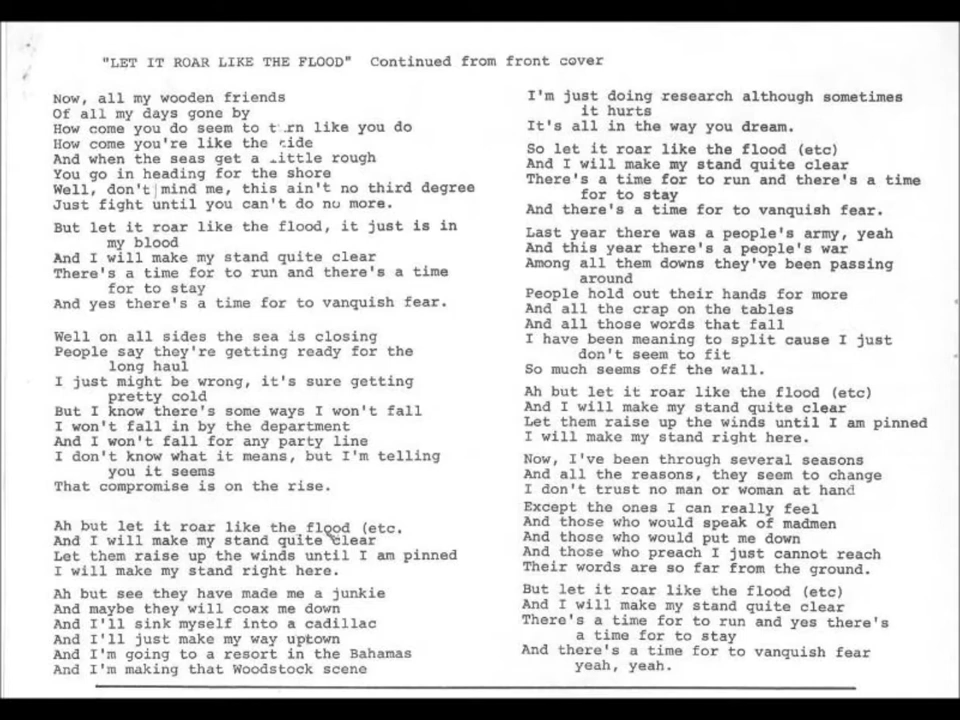 "LET IT ROAR LIKE THE FLOOD" Continued from front cover
Now, all my wooden friends
Of all my days gone by
How come you do seem to turn like you do
How come you're like the tide
And when the seas get a little rough
You go in heading for the shore
Well, don't mind me, this ain't no third degree
Just fight until you can't do no more.
But let it roar like the flood, it just is in
my blood
And I will make my stand quite clear
There's a time for to run and there's a time
for to stay
And yes there's a time for to vanquish fear.
Well on all sides the sea is closing
People say they're getting ready for the
long haul
I just might be wrong, it's sure getting
pretty cold
But I know there's some ways I won't fall
I won't fall in by the department
And I won't fall for any party line
I don't know what it means, but I'm telling
you it seems
That compromise is on the rise.
Ah but let it roar like the flood (etc.
And I will make my stand quite clear
Let them raise up the winds until I am pinned
I will make my stand right here.
Ah but see they have made me a junkie
And maybe they will coax me down
And I'll sink myself into a cadillac
And I'll just make my way uptown
And I'm going to a resort in the Bahamas
And I'm making that Woodstock scene
I'm just doing research although sometimes
it hurts
It's all in the way you dream.
So let it roar like the flood (etc)
And I will make my stand quite clear
There's a time for to run and there's a time
for to stay
And there's a time for to vanquish fear.
Last year there was a people's army, yeah
And this year there's a people's war
Among all them downs they've been passing
around
People hold out their hands for more
And all the crap on the tables
And all those words that fall
I have been meaning to split cause I just
don't seem to fit
So much seems off the wall.
Ah but let it roar like the flood (etc)
And I will make my stand quite clear
Let them raise up the winds until I am pinned
I will make my stand right here.
Now, I've been through several seasons
And all the reasons, they seem to change
I don't trust no man or woman at hand
Except the ones I can really feel
And those who would speak of madmen
And those who would put me down
And those who preach I just cannot reach
Their words are so far from the ground.
But let it roar like the flood (etc)
And I will make my stand quite clear
There's a time for to run and yes there's
a time for to stay
And there's a time for to vanquish fear
yeah, yeah.